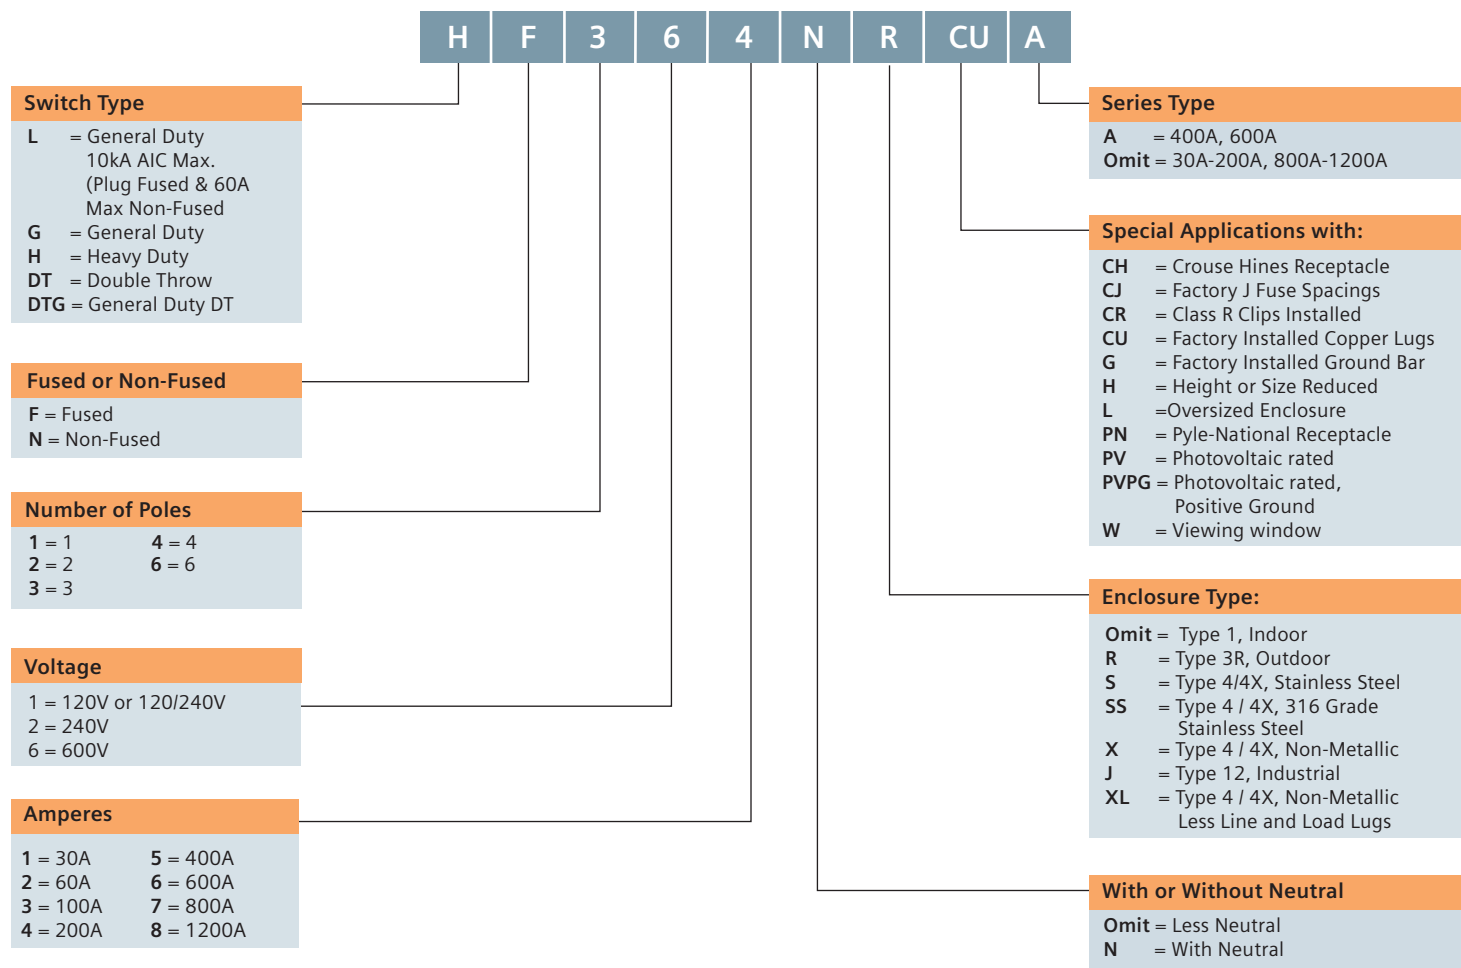 H F 3 6 4 N R CU A
Switch Type
L = General Duty
10kA AIC Max.
(Plug Fused & 60A
Max Non-Fused
G = General Duty
H = Heavy Duty
DT = Double Throw
DTG = General Duty DT
Fused or Non-Fused
F = Fused
N = Non-Fused
Number of Poles
1 = 1 4 = 4
2 = 2 6 = 6
3 = 3
Voltage
1 = 120V or 120/240V
2 = 240V
6 = 600V
Amperes
1 = 30A 5 = 400A
2 = 60A 6 = 600A
3 = 100A 7 = 800A
4 = 200A 8 = 1200A
Series Type
A = 400A, 600A
Omit = 30A-200A, 800A-1200A
Special Applications with:
CH = Crouse Hines Receptacle
CJ = Factory J Fuse Spacings
CR = Class R Clips Installed
CU = Factory Installed Copper Lugs
G = Factory Installed Ground Bar
H = Height or Size Reduced
L =Oversized Enclosure
PN = Pyle-National Receptacle
PV = Photovoltaic rated
PVPG = Photovoltaic rated,
Positive Ground
W = Viewing window
Enclosure Type:
Omit = Type 1, Indoor
R = Type 3R, Outdoor
S = Type 4/4X, Stainless Steel
SS = Type 4 / 4X, 316 Grade
Stainless Steel
X = Type 4 / 4X, Non-Metallic
J = Type 12, Industrial
XL = Type 4 / 4X, Non-Metallic
Less Line and Load Lugs
With or Without Neutral
Omit = Less Neutral
N = With Neutral